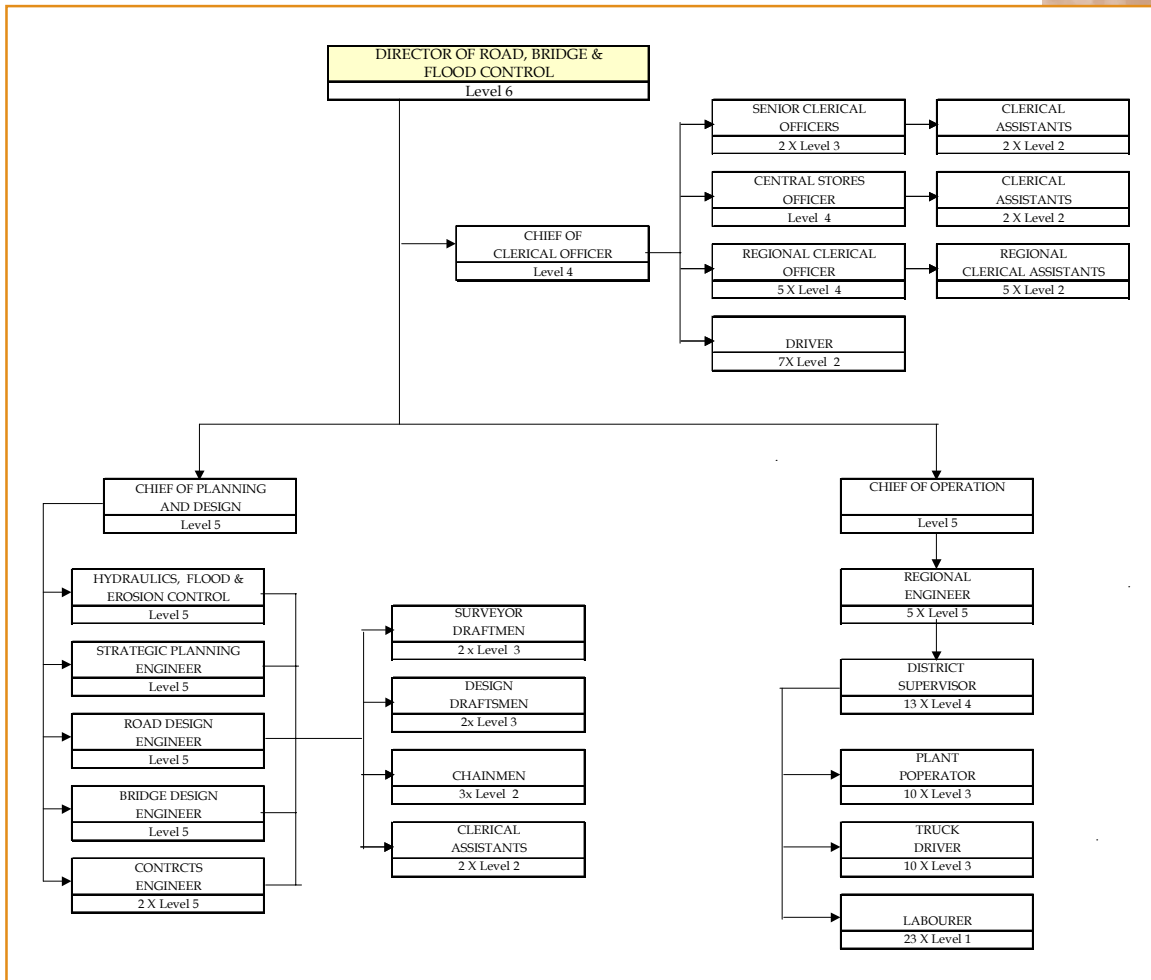 DIRECTOR OF ROAD, BRIDGE &
FLOOD CONTROL
Level 6
SENIOR CLERICAL
OFFICERS
2 X Level 3
CLERICAL
ASSISTANTS
2 X Level 2
CENTRAL STORES
OFFICER
Level 4
CLERICAL
ASSISTANTS
2 X Level 2
CHIEF OF
CLERICAL OFFICER
Level 4
REGIONAL CLERICAL
OFFICER
5 X Level 4
REGIONAL
CLERICAL ASSISTANTS
5 X Level 2
DRIVER
7X Level 2
CHIEF OF PLANNING
AND DESIGN
Level 5
HYDRAULICS, FLOOD &
EROSION CONTROL
Level 5
STRATEGIC PLANNING
ENGINEER
Level 5
ROAD DESIGN
ENGINEER
Level 5
BRIDGE DESIGN
ENGINEER
Level 5
CONTRCTS
ENGINEER
2 X Level 5
SURVEYOR
DRAFTMEN
2 x Level 3
DESIGN
DRAFTSMEN
2x Level 3
CHAINMEN
3x Level 2
CLERICAL
ASSISTANTS
2 X Level 2
CHIEF OF OPERATION
Level 5
REGIONAL
ENGINEER
5 X Level 5
DISTRICT
SUPERVISOR
13 X Level 4
PLANT
POPERATOR
10 X Level 3
TRUCK
DRIVER
10 X Level 3
LABOURER
23 X Level 1